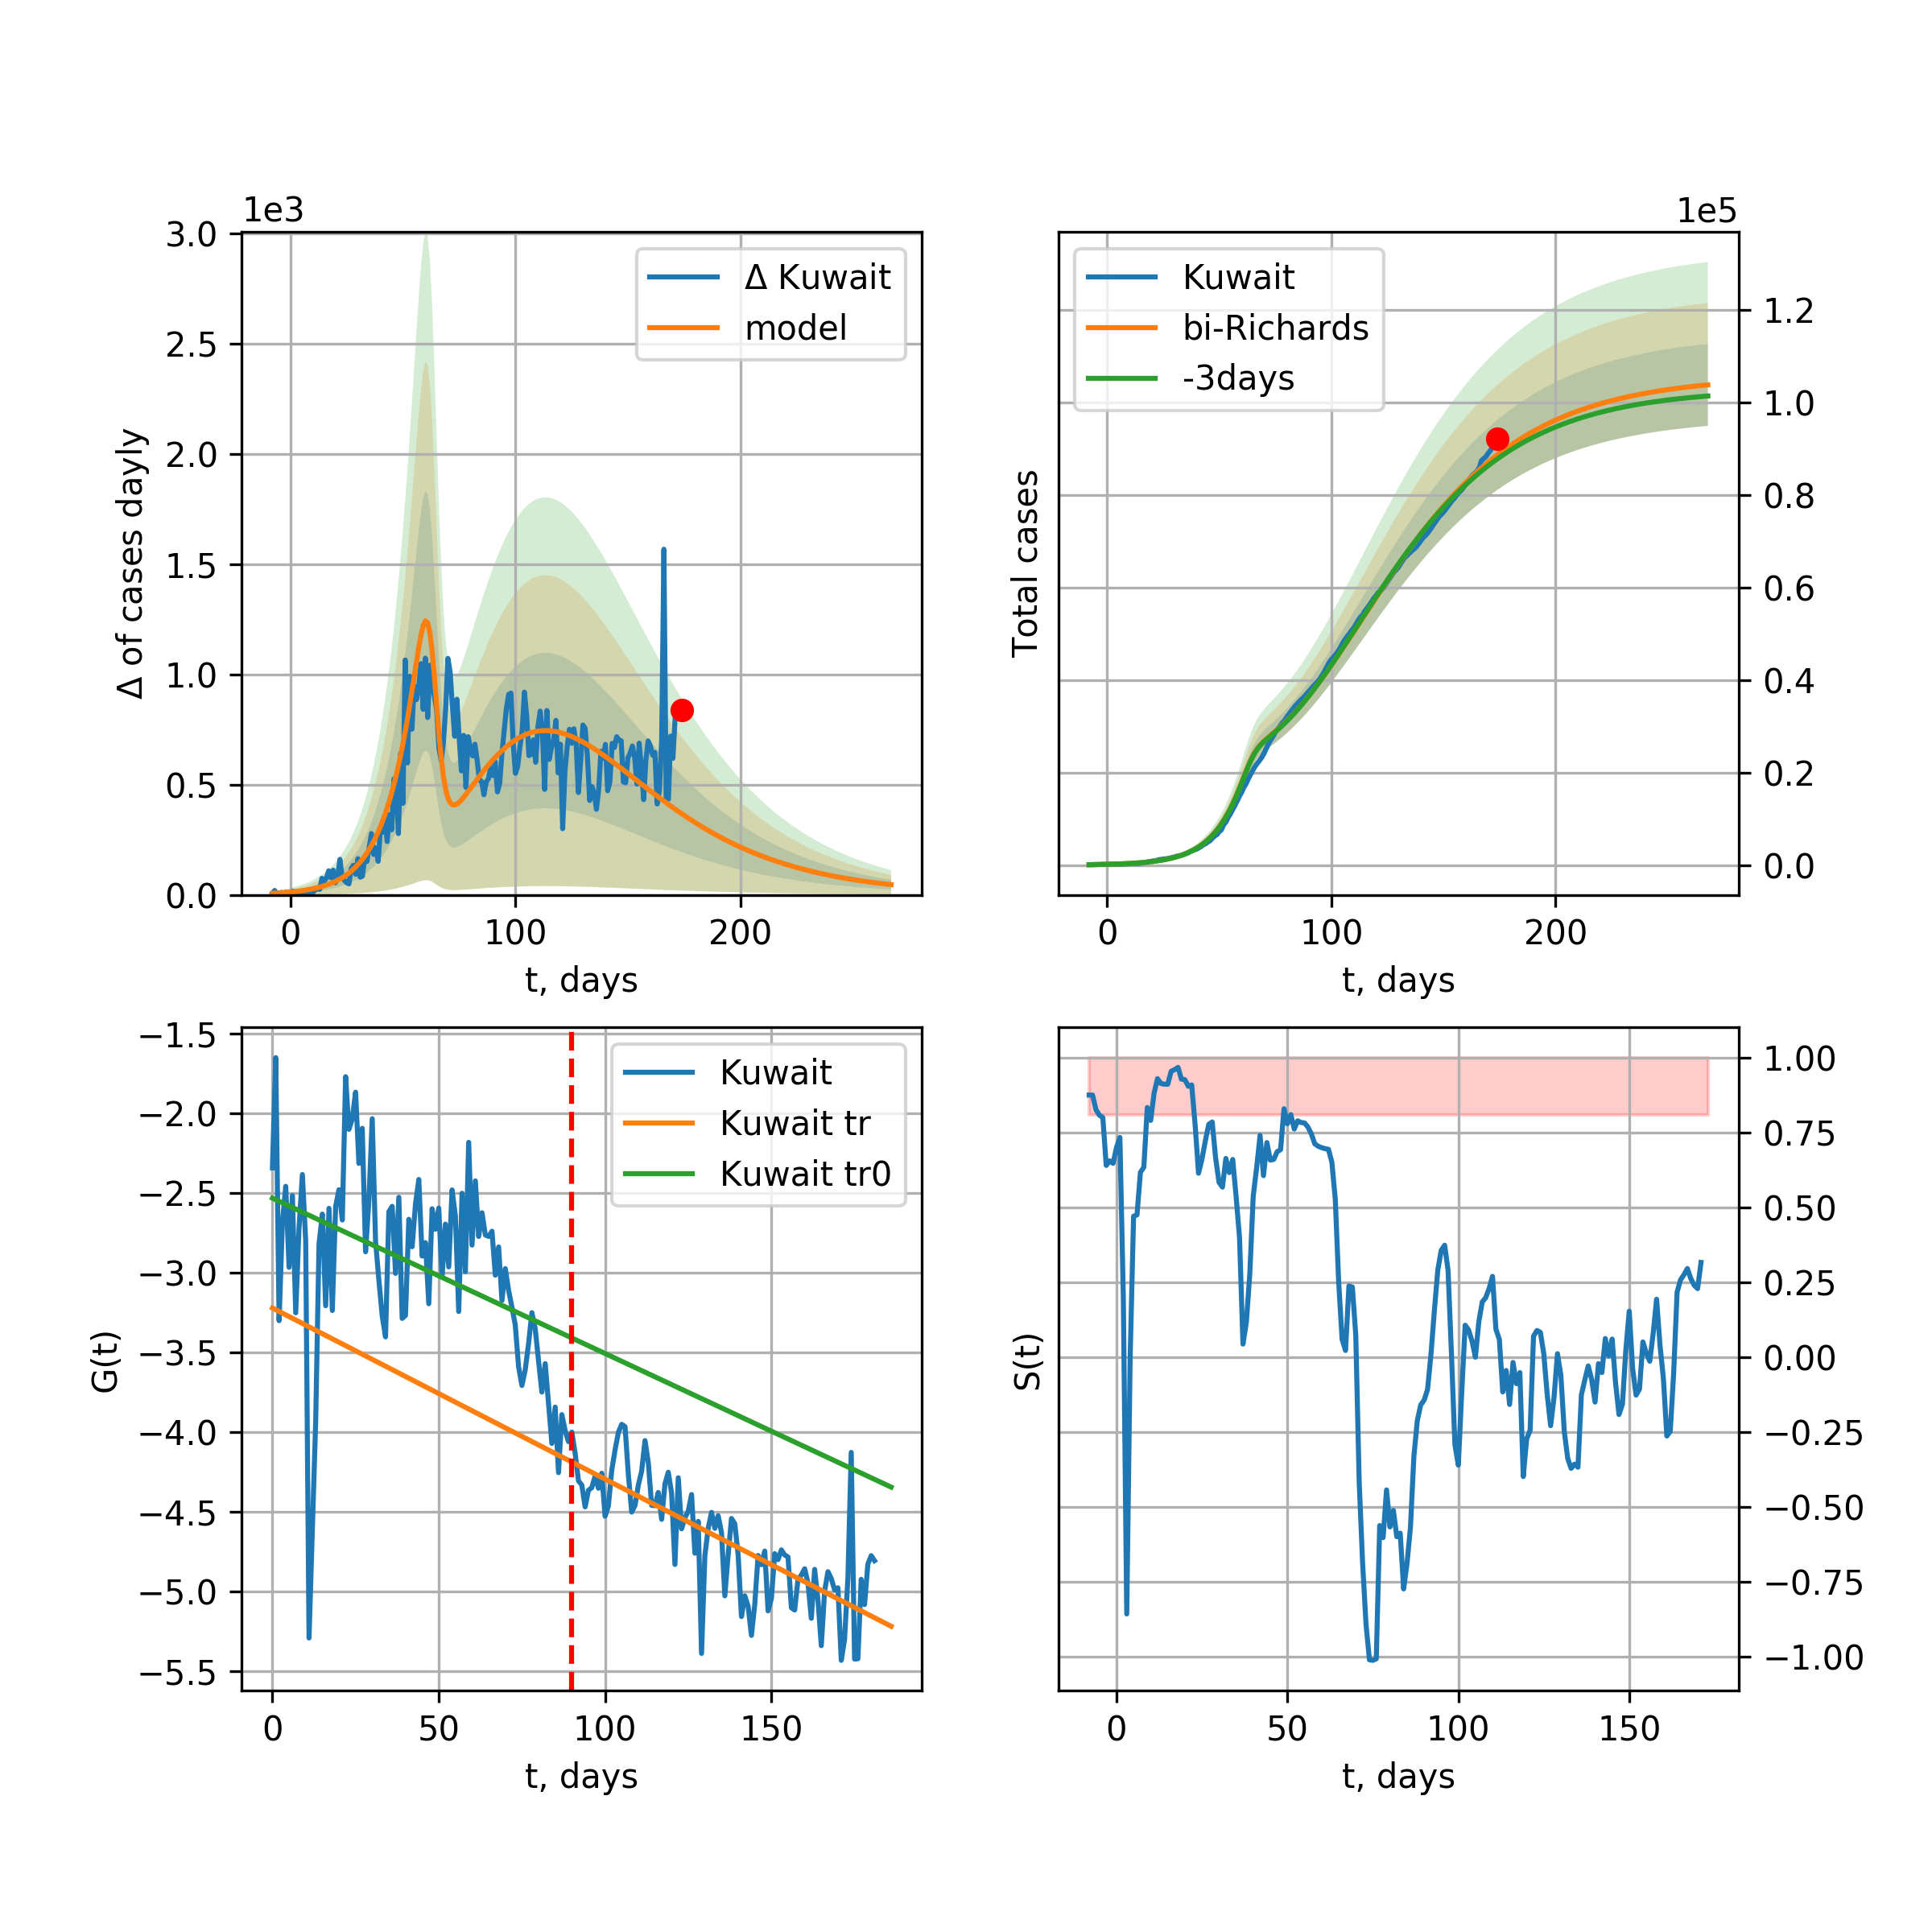 1e3
3.0
2.5
2.0
1.5
1.0
0.5
0.0
Δ of cases dayly
Δ Kuwait
model
0
100
200
t, days
1e5
Kuwait
bi-Richards
-3days
Total cases
1.2
1.0
0.8
0.6
0.4
0.2
0.0
0
100
200
t, days
−1.5
−2.0
−2.5
−3.0
−3.5
−4.0
−4.5
−5.0
−5.5
G(t)
Kuwait
Kuwait tr
Kuwait tr0
0
50
100
150
t, days
S(t)
1.00
0.75
0.50
0.25
0.00
−0.25
−0.50
−0.75
−1.00
0
50
100
150
t, days